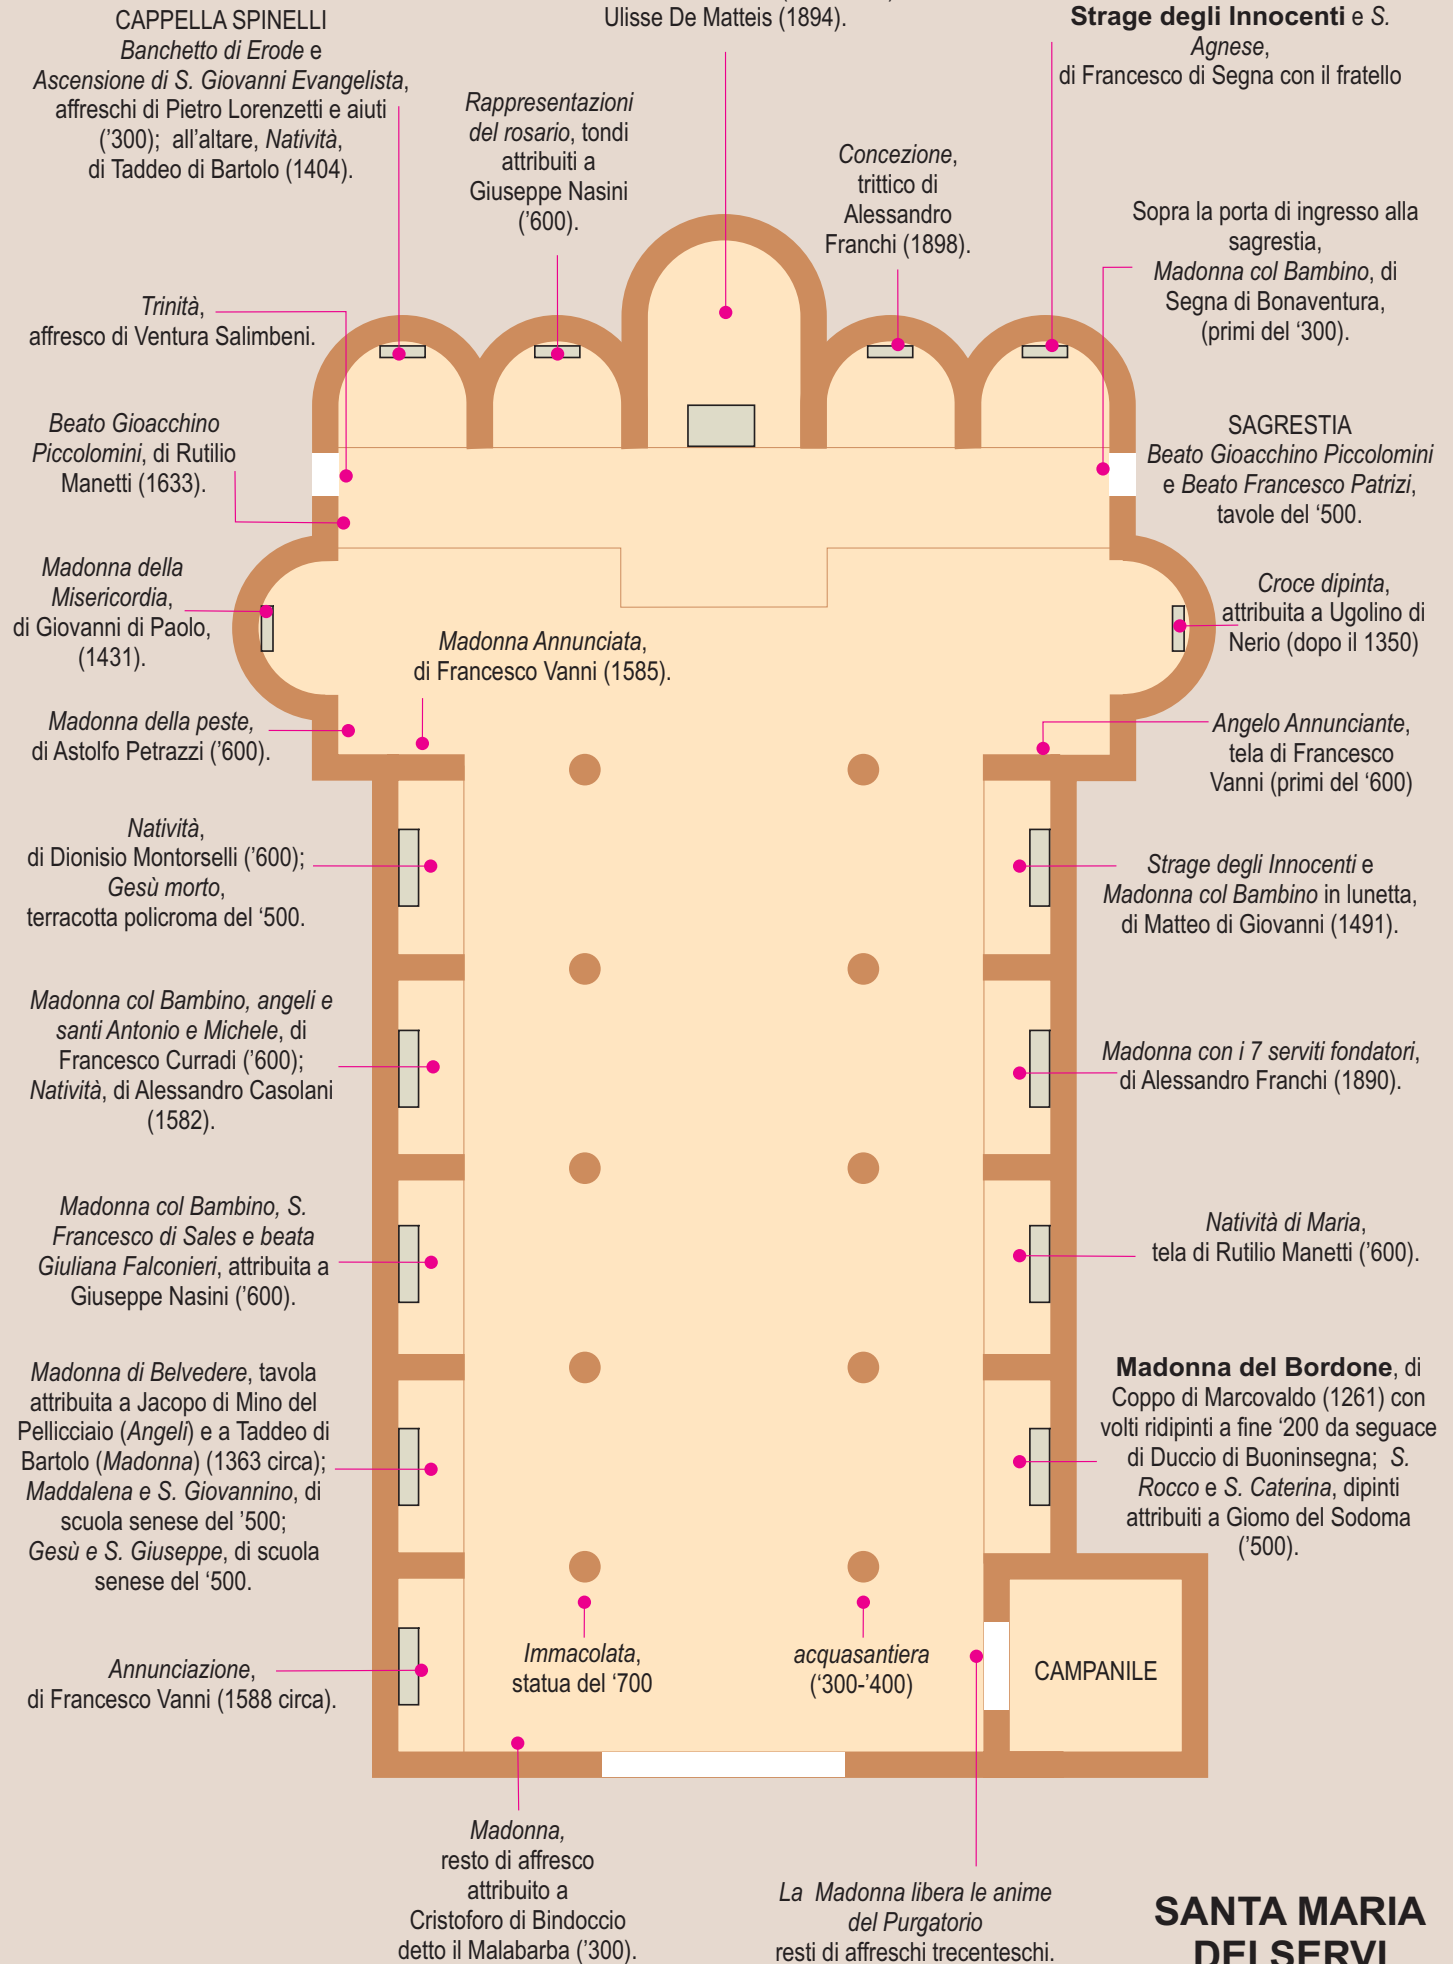 CAPPELLA SPINELLI
Banchetto di Erode e
Ascensione di S. Giovanni Evangelista,
affreschi di Pietro Lorenzetti e aiuti
('300); all'altare, Natività,
di Taddeo di Bartolo (1404).
Ulisse De Matteis (1894).
Strage degli Innocenti e S.
Agnese,
di Francesco di Segna con il fratello
Rappresentazioni
del rosario, tondi
attribuiti a
Giuseppe Nasini
('600).
Concezione,
trittico di
Alessandro
Franchi (1898).
Sopra la porta di ingresso alla
sagrestia,
Madonna col Bambino, di
Segna di Bonaventura,
(primi del '300).
Trinità,
affresco di Ventura Salimbeni.
Beato Gioacchino
Piccolomini, di Rutilio
Manetti (1633).
SAGRESTIA
Beato Gioacchino Piccolomini
e Beato Francesco Patrizi,
tavole del '500.
Madonna della
Misericordia,
di Giovanni di Paolo,
(1431).
Croce dipinta,
attribuita a Ugolino di
Nerio (dopo il 1350)
Madonna Annunciata,
di Francesco Vanni (1585).
Madonna della peste,
di Astolfo Petrazzi ('600).
Angelo Annunciante,
tela di Francesco
Vanni (primi del '600)
Natività,
di Dionisio Montorselli ('600);
Gesù morto,
terracotta policroma del '500.
Strage degli Innocenti e
Madonna col Bambino in lunetta,
di Matteo di Giovanni (1491).
Madonna col Bambino, angeli e
santi Antonio e Michele, di
Francesco Curradi ('600);
Natività, di Alessandro Casolani
(1582).
Madonna con i 7 serviti fondatori,
di Alessandro Franchi (1890).
Madonna col Bambino, S.
Francesco di Sales e beata
Giuliana Falconieri, attribuita a
Giuseppe Nasini ('600).
Natività di Maria,
tela di Rutilio Manetti ('600).
Madonna di Belvedere, tavola
attribuita a Jacopo di Mino del
Pellicciaio (Angeli) e a Taddeo di
Bartolo (Madonna) (1363 circa);
Maddalena e S. Giovannino, di
scuola senese del '500;
Gesù e S. Giuseppe, di scuola
senese del '500.
Madonna del Bordone, di
Coppo di Marcovaldo (1261) con
volti ridipinti a fine '200 da seguace
di Duccio di Buoninsegna; S.
Rocco e S. Caterina, dipinti
attribuiti a Giomo del Sodoma
('500).
Annunciazione,
di Francesco Vanni (1588 circa).
Immacolata,
statua del '700
acquasantiera
('300-'400)
CAMPANILE
Madonna,
resto di affresco
attribuito a
Cristoforo di Bindoccio
detto il Malabarba ('300).
La Madonna libera le anime
del Purgatorio
resti di affreschi trecenteschi.
SANTA MARIA
DEI SERVI